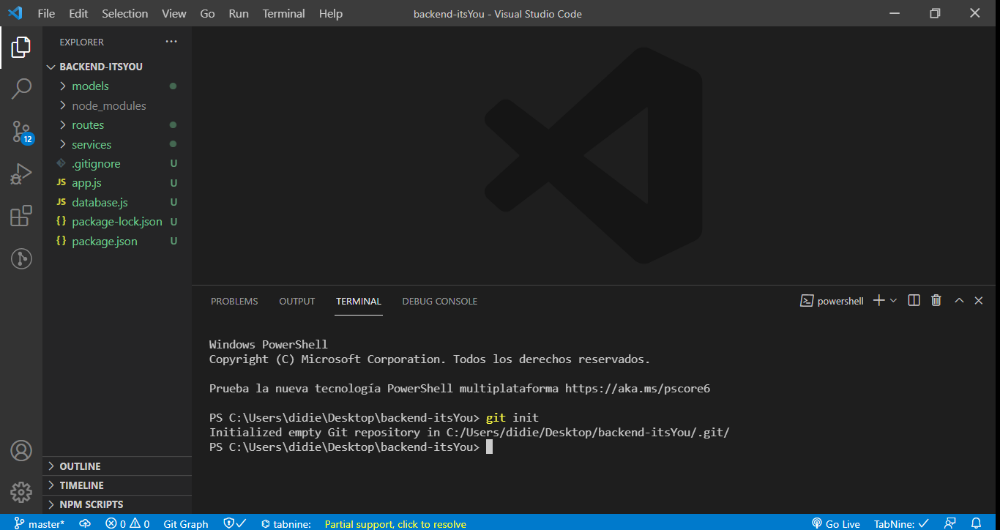 File Edit Selection View Go Run Terminal Help backend-itsYou - Visual Studio Code
EXPLORER ...
BACKEND-ITSYOU
models
node_modules
routes
services
.gitignore U
JS app.js U
JS database.js U
{} package-lock.json U
{} package.json U
12
PROBLEMS OUTPUT TERMINAL DEBUG CONSOLE powershell
Windows PowerShell
Copyright (C) Microsoft Corporation. Todos los derechos reservados.
Prueba la nueva tecnología PowerShell multiplataforma https://aka.ms/pscore6
PS C:\Users\didie\Desktop\backend-itsYou> git init
Initialized empty Git repository in C:/Users/didie/Desktop/backend-itsYou/.git/
PS C:\Users\didie\Desktop\backend-itsYou>
OUTLINE
TIMELINE
NPM SCRIPTS
master* 0 0 Git Graph tabnine: Partial support, click to resolve Go Live TabNine: